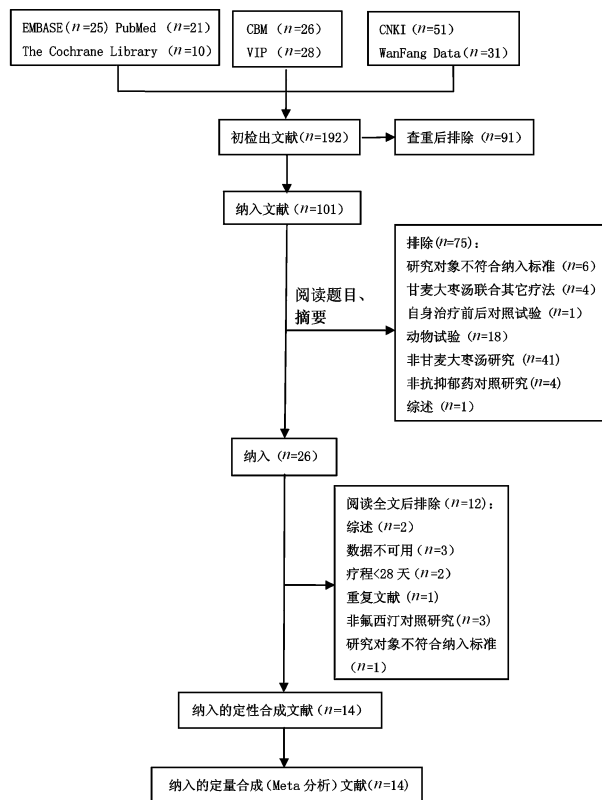 EMBASE(n=25) PubMed (n=21)
The Cochrane Library (n=10)
CBM (n=26)
VIP (n=28)
CNKI(n=51)
WanFang Data(n=31)
初检出文献(n=192)
查重后排除 (n=91)
纳入文献(n=101)
排除(n=75):
研究对象不符合纳入标准(n=6)
甘麦大枣汤联合其它疗法(n=4)
自身治疗前后对照试验(n=1)
动物试验(n=18)
非甘麦大枣汤研究(n=41)
非抗抑郁药对照研究(n=4)
综述(n=1)
阅读题目、
摘要
纳入 (n=26)
阅读全文后排除(n=12):
综述(n=2)
数据不可用(n=3)
疗程<28 天(n=2)
重复文献 (n=1)
非氟西汀对照研究(n=3)
研究对象不符合纳入标准
(n=1)
纳入的定性合成文献(n=14)
纳入的定量合成(Meta 分析)文献(n=14)